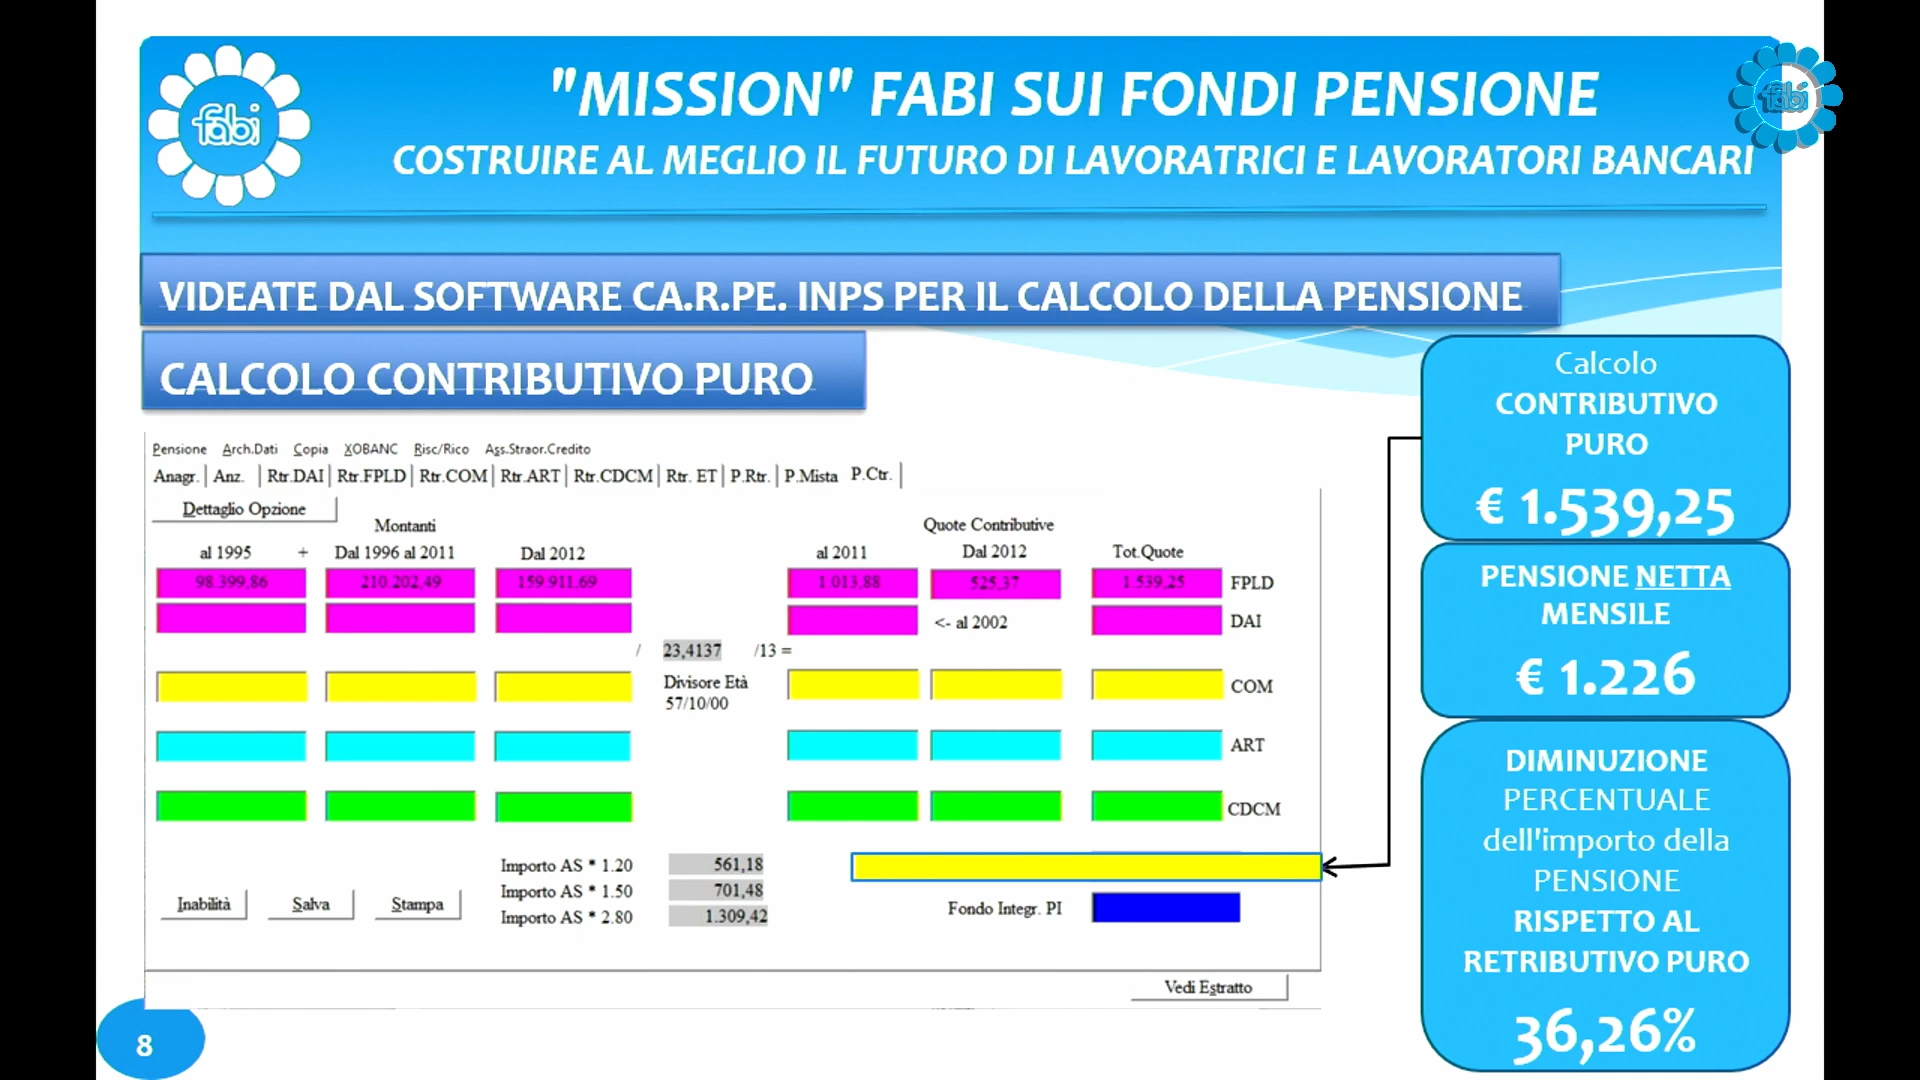 "MISSION" FABI SUI FONDI PENSIONE
COSTRUIRE AL MEGLIO IL FUTURO DI LAVORATRICI E LAVORATORI BANCARI
fabi
fabi
VIDEATE DAL SOFTWARE CA.R.PE. INPS PER IL CALCOLO DELLA PENSIONE
CALCOLO CONTRIBUTIVO PURO
Pensione Arch.Dati Copia XOBANC Risc/Rico Ass.Straor.Credito
Anagr. Anz. Rtr.DAI Rtr.FPLD Rtr.COM Rtr.ART Rtr.CDCM Rtr. ET P.Rtr. P.Mista P.Ctr.
Dettaglio Opzione
Montanti Quote Contributive
al 1995 + Dal 1996 al 2011 Dal 2012 al 2011 Dal 2012 Tot.Quote
98.399,86 210.202,49 159.911,69 1.013,88 525,37 1.539,25 FPLD
<- al 2002 DAI
/ 23,4137 /13 =
Divisore Età
57/10/00
COM
ART
CDCM
Importo AS * 1.20 561,18
Importo AS * 1.50 701,48
Importo AS * 2.80 1.309,42
Inabilità Salva Stampa
Fondo Integr. PI
Vedi Estratto
Calcolo
CONTRIBUTIVO
PURO
€ 1.539,25
PENSIONE NETTA
MENSILE
€ 1.226
DIMINUZIONE
PERCENTUALE
dell'importo della
PENSIONE
RISPETTO AL
RETRIBUTIVO PURO
36,26%
8